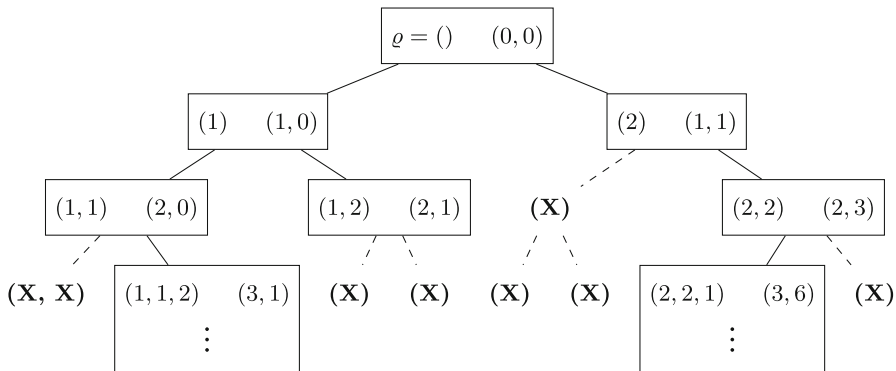 ϱ = () (0, 0)
(1) (1, 0) (2) (1, 1)
(1, 1) (2, 0) (1, 2) (2, 1) (X) (2, 2) (2, 3)
(X, X) (1, 1, 2) (3, 1) (X) (X) (X) (X) (2, 2, 1) (3, 6) (X)
⋮ ⋮